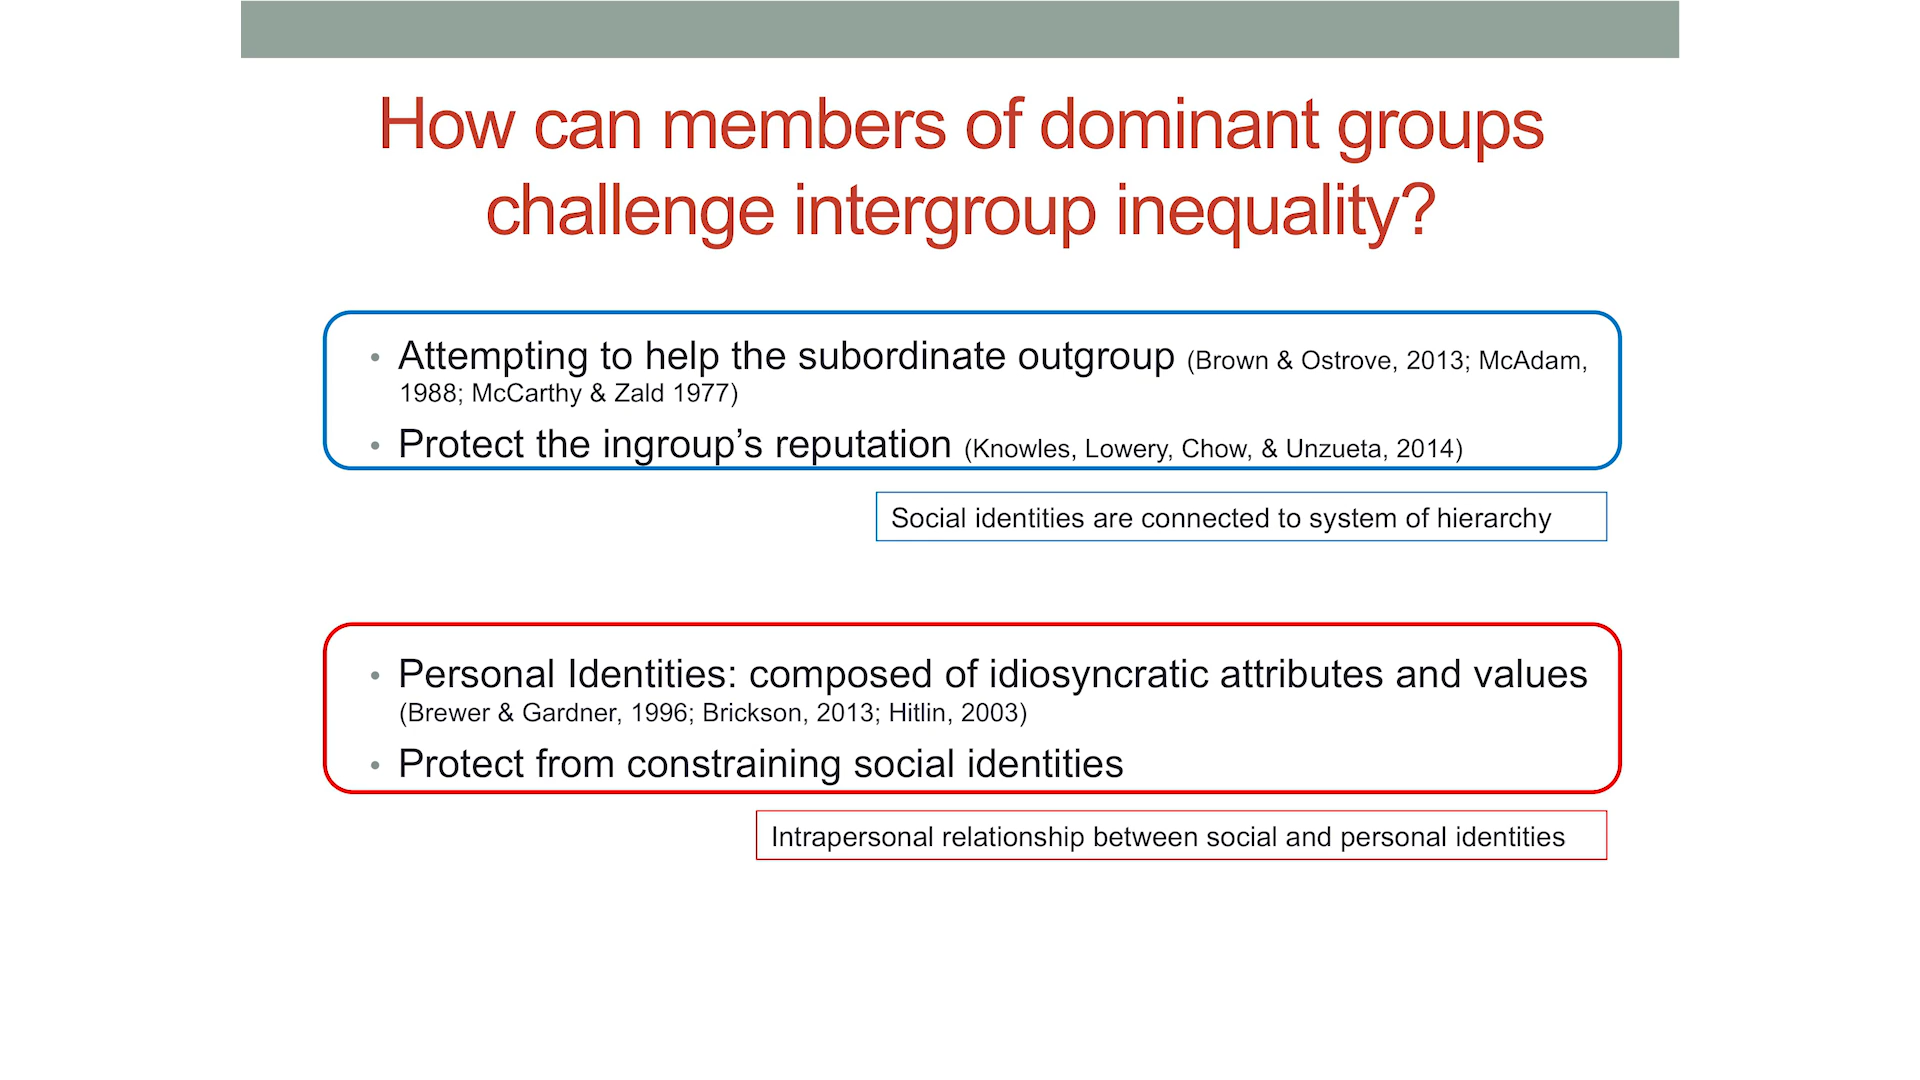 How can members of dominant groups
challenge intergroup inequality?
• Attempting to help the subordinate outgroup (Brown & Ostrove, 2013; McAdam,
1988; McCarthy & Zald 1977)
• Protect the ingroup’s reputation (Knowles, Lowery, Chow, & Unzueta, 2014)
Social identities are connected to system of hierarchy
• Personal Identities: composed of idiosyncratic attributes and values
(Brewer & Gardner, 1996; Brickson, 2013; Hitlin, 2003)
• Protect from constraining social identities
Intrapersonal relationship between social and personal identities